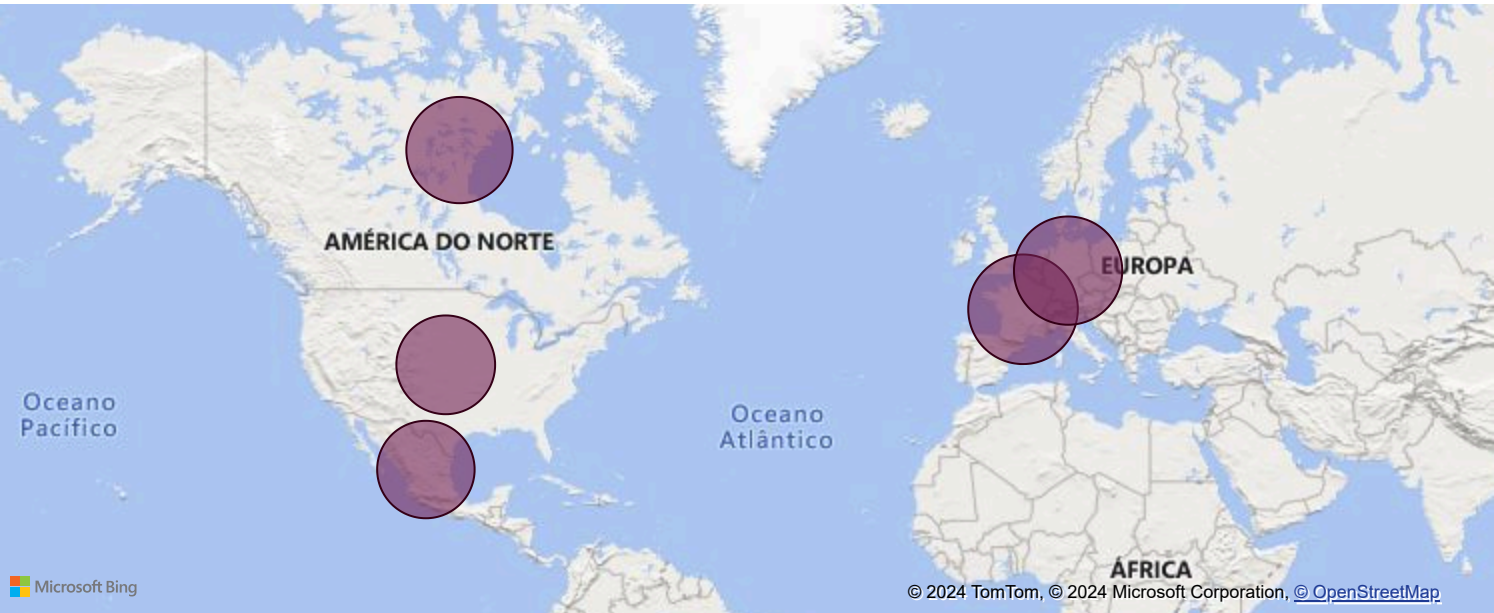 AMÉRICA DO NORTE
EUROPA
Oceano
Pacífico
Oceano
Atlântico
ÁFRICA
Microsoft Bing
© 2024 TomTom, © 2024 Microsoft Corporation, © OpenStreetMap